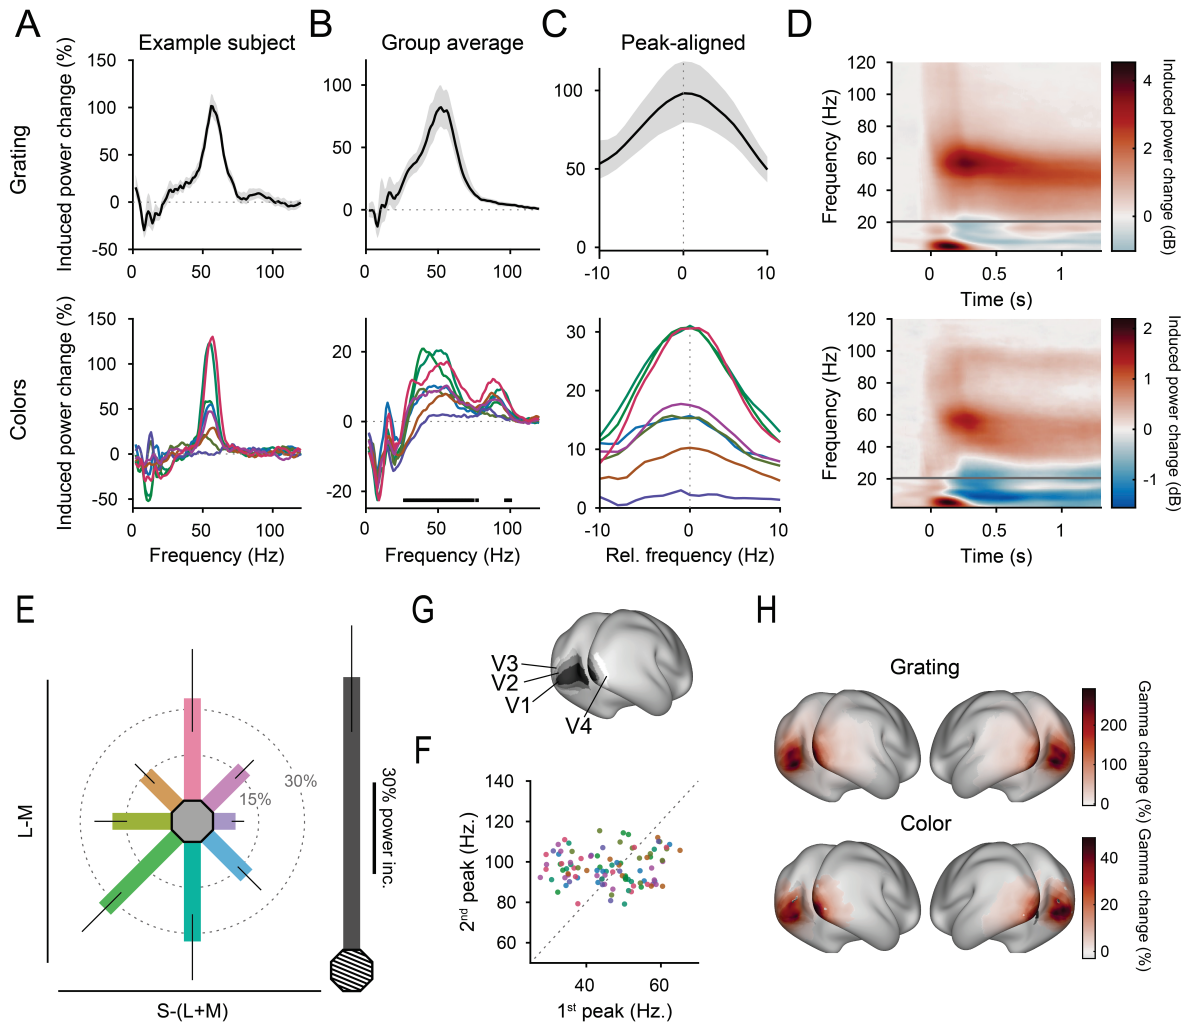 A
B
C
D
Example subject
Group average
Peak-aligned
Grating
Induced power change (%)
150
100
50
0
-50
0
50
100
100
50
0
0
50
100
100
50
0
-10
0
10
Frequency (Hz)
120
100
80
60
40
20
0
0.5
1
Time (s)
Induced power change (dB)
4
2
0
Colors
Induced power change (%)
150
100
50
0
-50
0
50
100
Frequency (Hz)
20
0
-20
0
50
100
Frequency (Hz)
30
20
10
0
-10
0
10
Rel. frequency (Hz)
Frequency (Hz)
120
100
80
60
40
20
0
0.5
1
Time (s)
Induced power change (dB)
2
1
0
-1
E
L-M
S-(L+M)
15%
30%
30% power inc.
G
V3
V2
V1
V4
F
2nd peak (Hz.)
140
120
100
80
60
40
60
1st peak (Hz.)
H
Grating
Gamma change (%)
200
100
0
Color
Gamma change (%)
40
20
0